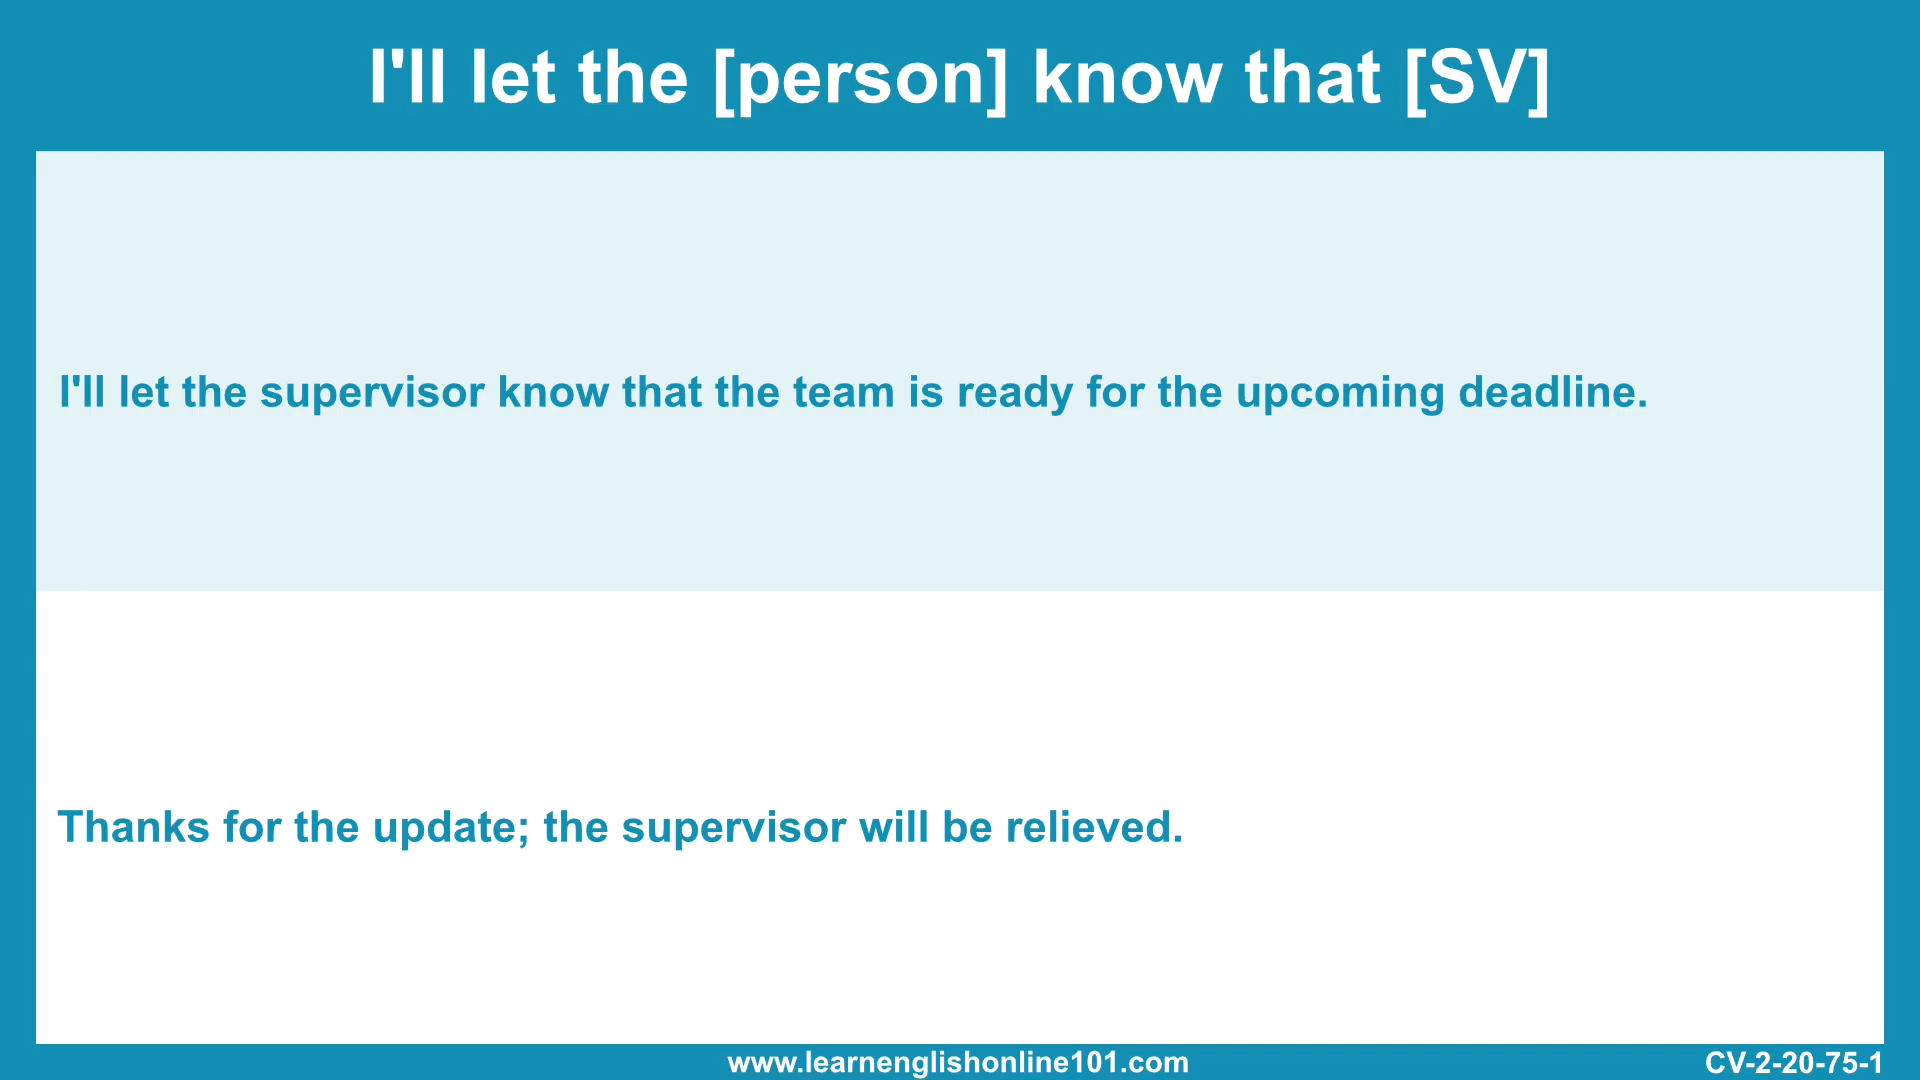 I'll let the [person] know that [SV]
I'll let the supervisor know that the team is ready for the upcoming deadline.
Thanks for the update; the supervisor will be relieved.
www.learnenglishonline101.com
CV-2-20-75-1